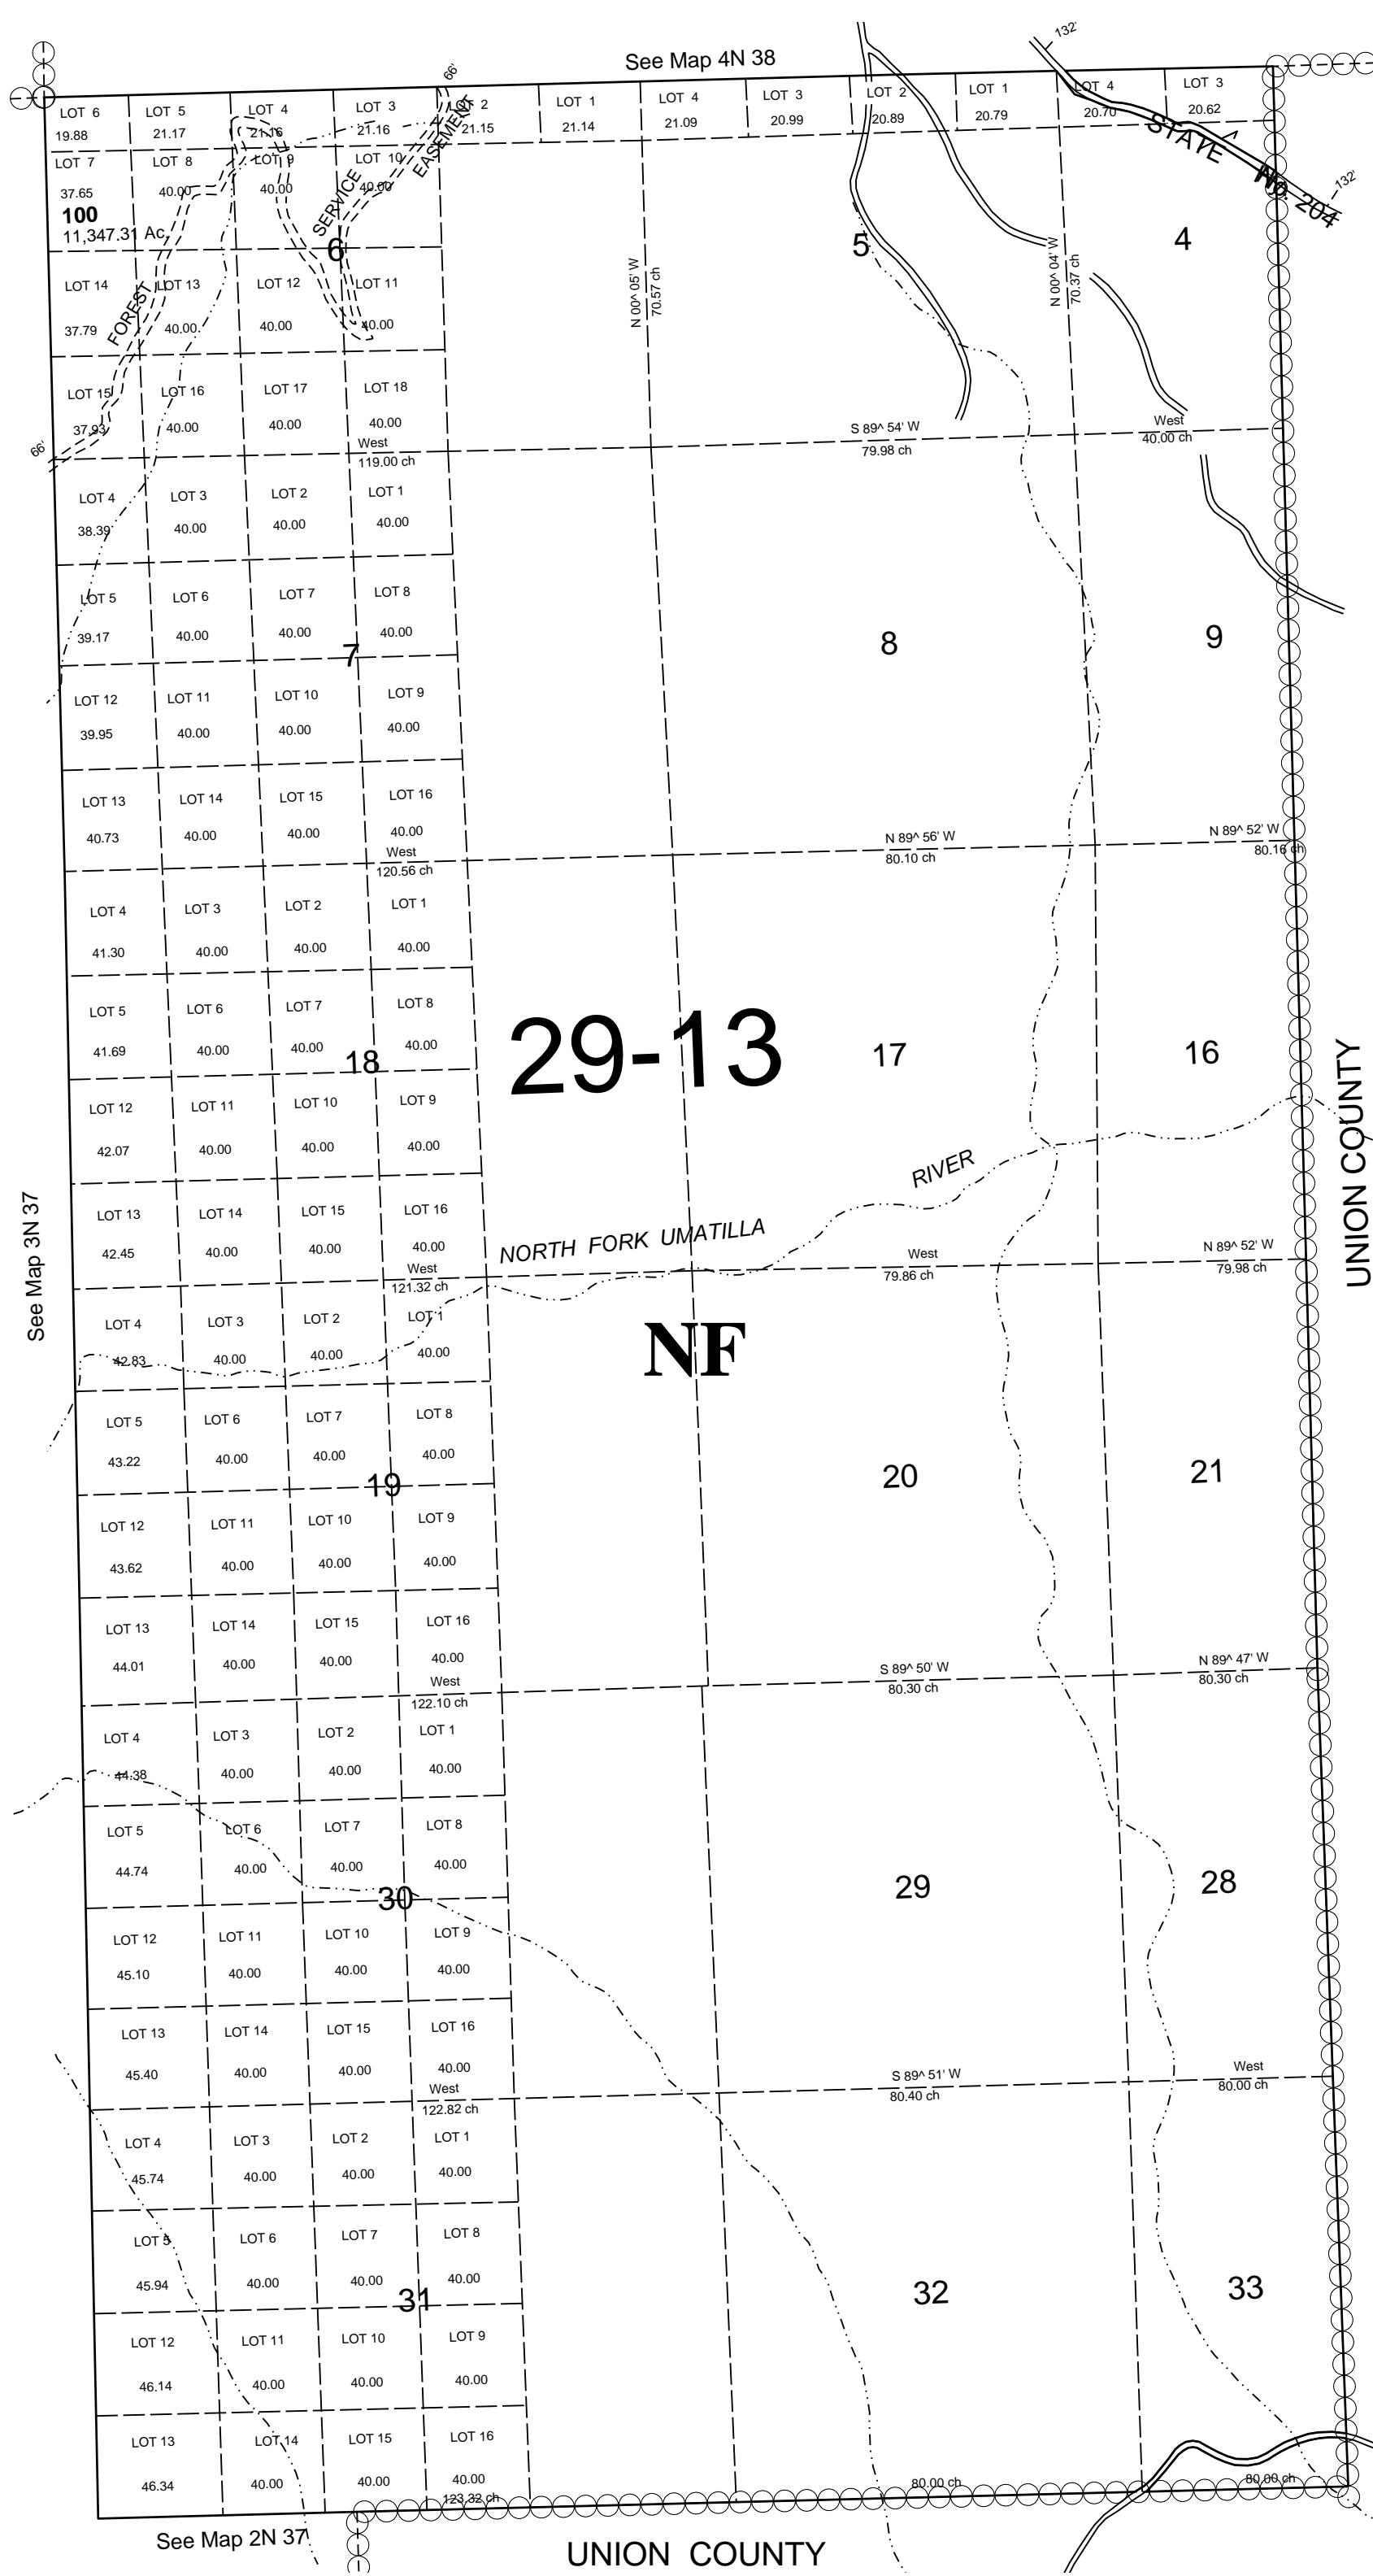 See Map 4N 38
132'
66'
LOT 6
LOT 5
LOT 4
LOT 3
LOT 2
LOT 1
LOT 4
LOT 3
LOT 2
LOT 1
LOT 4
LOT 3
19.88
21.17
21.16
21.16
21.15
21.14
21.09
20.99
20.89
20.79
20.70
20.62
STATE
No. 204
132'
LOT 7
LOT 8
LOT 9
LOT 10
EASEMENT
37.65
40.00
40.00
40.00
SERVICE
100
11,347.31 Ac.
6
5
4
N 00^ 05' W
70.57 ch
N 00^ 04' W
70.37 ch
LOT 14
LOT 13
LOT 12
LOT 11
FOREST
37.79
40.00
40.00
40.00
LOT 15
LOT 16
LOT 17
LOT 18
37.93
40.00
40.00
40.00
66'
West
119.00 ch
S 89^ 54' W
79.98 ch
West
40.00 ch
LOT 4
LOT 3
LOT 2
LOT 1
38.39
40.00
40.00
40.00
LOT 5
LOT 6
LOT 7
LOT 8
39.17
40.00
40.00
40.00
7
8
9
LOT 12
LOT 11
LOT 10
LOT 9
39.95
40.00
40.00
40.00
LOT 13
LOT 14
LOT 15
LOT 16
40.73
40.00
40.00
40.00
West
120.56 ch
N 89^ 56' W
80.10 ch
N 89^ 52' W
80.16 ch
LOT 4
LOT 3
LOT 2
LOT 1
41.30
40.00
40.00
40.00
LOT 5
LOT 6
LOT 7
LOT 8
41.69
40.00
40.00
40.00
18
29-13
17
16
LOT 12
LOT 11
LOT 10
LOT 9
42.07
40.00
40.00
40.00
UNION COUNTY
RIVER
See Map 3N 37
LOT 13
LOT 14
LOT 15
LOT 16
42.45
40.00
40.00
40.00
NORTH FORK UMATILLA
West
121.32 ch
West
79.86 ch
N 89^ 52' W
79.98 ch
LOT 4
LOT 3
LOT 2
LOT 1
42.83
40.00
40.00
40.00
NF
LOT 5
LOT 6
LOT 7
LOT 8
43.22
40.00
40.00
40.00
19
20
21
LOT 12
LOT 11
LOT 10
LOT 9
43.62
40.00
40.00
40.00
LOT 13
LOT 14
LOT 15
LOT 16
44.01
40.00
40.00
40.00
West
122.10 ch
S 89^ 50' W
80.30 ch
N 89^ 47' W
80.30 ch
LOT 4
LOT 3
LOT 2
LOT 1
44.38
40.00
40.00
40.00
LOT 5
LOT 6
LOT 7
LOT 8
44.74
40.00
40.00
40.00
30
29
28
LOT 12
LOT 11
LOT 10
LOT 9
45.10
40.00
40.00
40.00
LOT 13
LOT 14
LOT 15
LOT 16
45.40
40.00
40.00
40.00
West
122.82 ch
S 89^ 51' W
80.40 ch
West
80.00 ch
LOT 4
LOT 3
LOT 2
LOT 1
45.74
40.00
40.00
40.00
LOT 5
LOT 6
LOT 7
LOT 8
45.94
40.00
40.00
40.00
31
32
33
LOT 12
LOT 11
LOT 10
LOT 9
46.14
40.00
40.00
40.00
LOT 13
LOT 14
LOT 15
LOT 16
46.34
40.00
40.00
40.00
123.32 ch
80.00 ch
80.00 ch
See Map 2N 37
UNION COUNTY